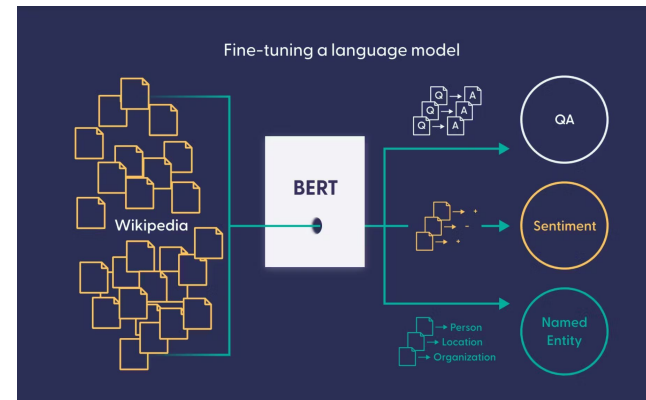 Fine-tuning a language model
Wikipedia
BERT
Q → A
Q → A
Q → A
QA
→ +
→ -
→ +
Sentiment
→ Person
→ Location
→ Organization
Named
Entity